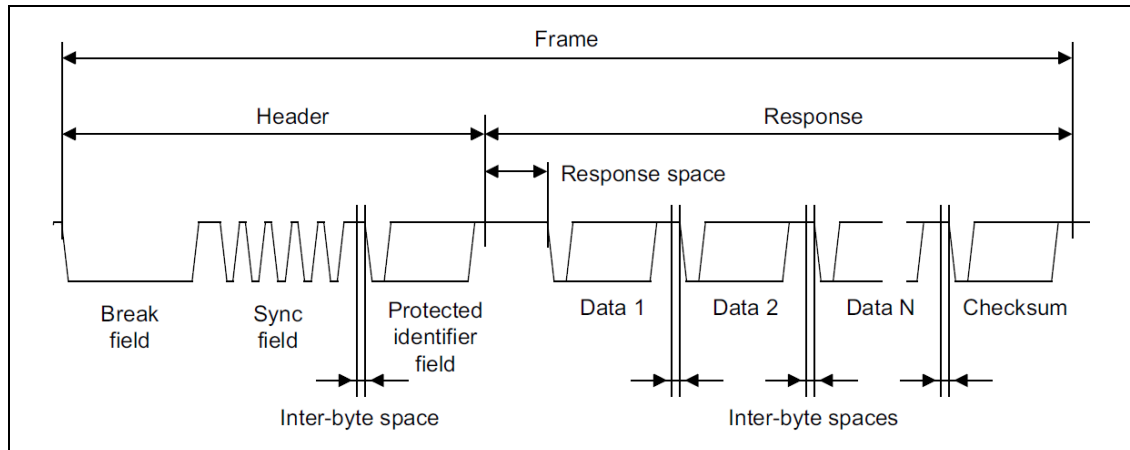 Frame
Header
Response
Response space
Break
field
Sync
field
Protected
identifier
field
Data 1
Data 2
Data N
Checksum
Inter-byte space
Inter-byte spaces